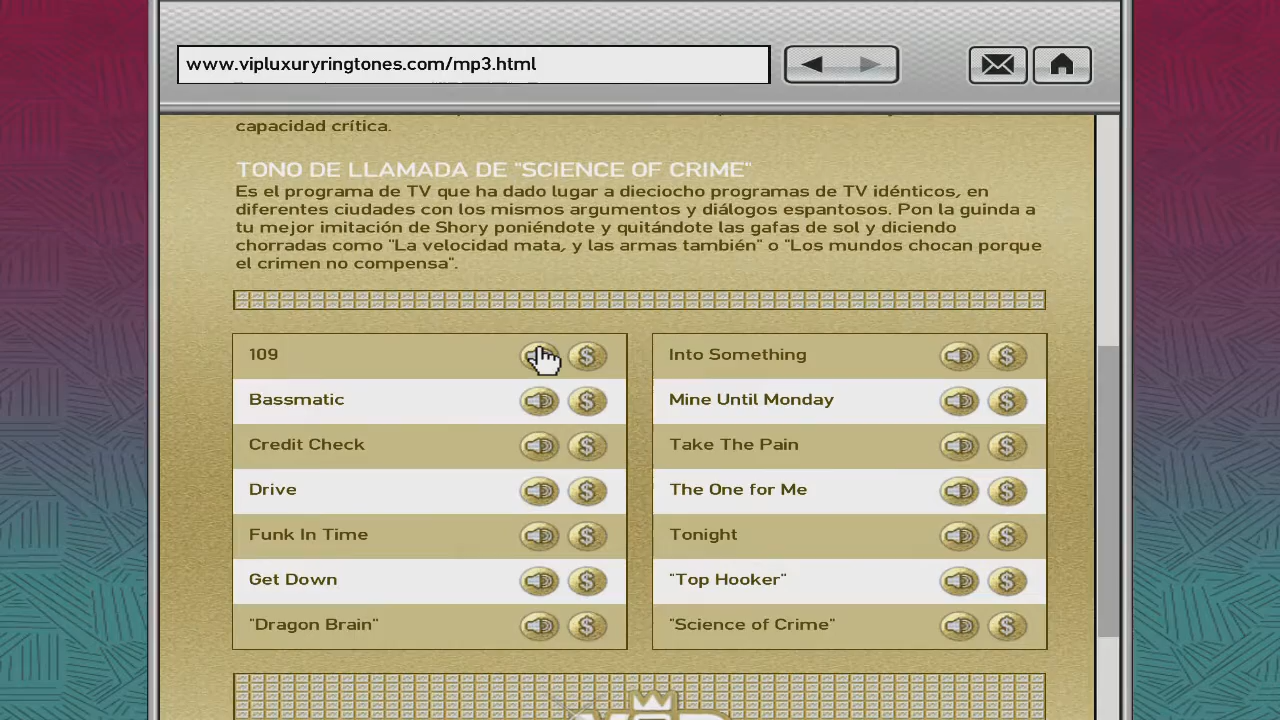 www.vipluxuryringtones.com/mp3.html
capacidad crítica.
TONO DE LLAMADA DE "SCIENCE OF CRIME"
Es el programa de TV que ha dado lugar a dieciocho programas de TV idénticos, en
diferentes ciudades con los mismos argumentos y diálogos espantosos. Pon la guinda a
tu mejor imitación de Shory poniéndote y quitándote las gafas de sol y diciendo
chorradas como "La velocidad mata, y las armas también" o "Los mundos chocan porque
el crimen no compensa".
109
Bassmatic
Credit Check
Drive
Funk In Time
Get Down
"Dragon Brain"
Into Something
Mine Until Monday
Take The Pain
The One for Me
Tonight
"Top Hooker"
"Science of Crime"